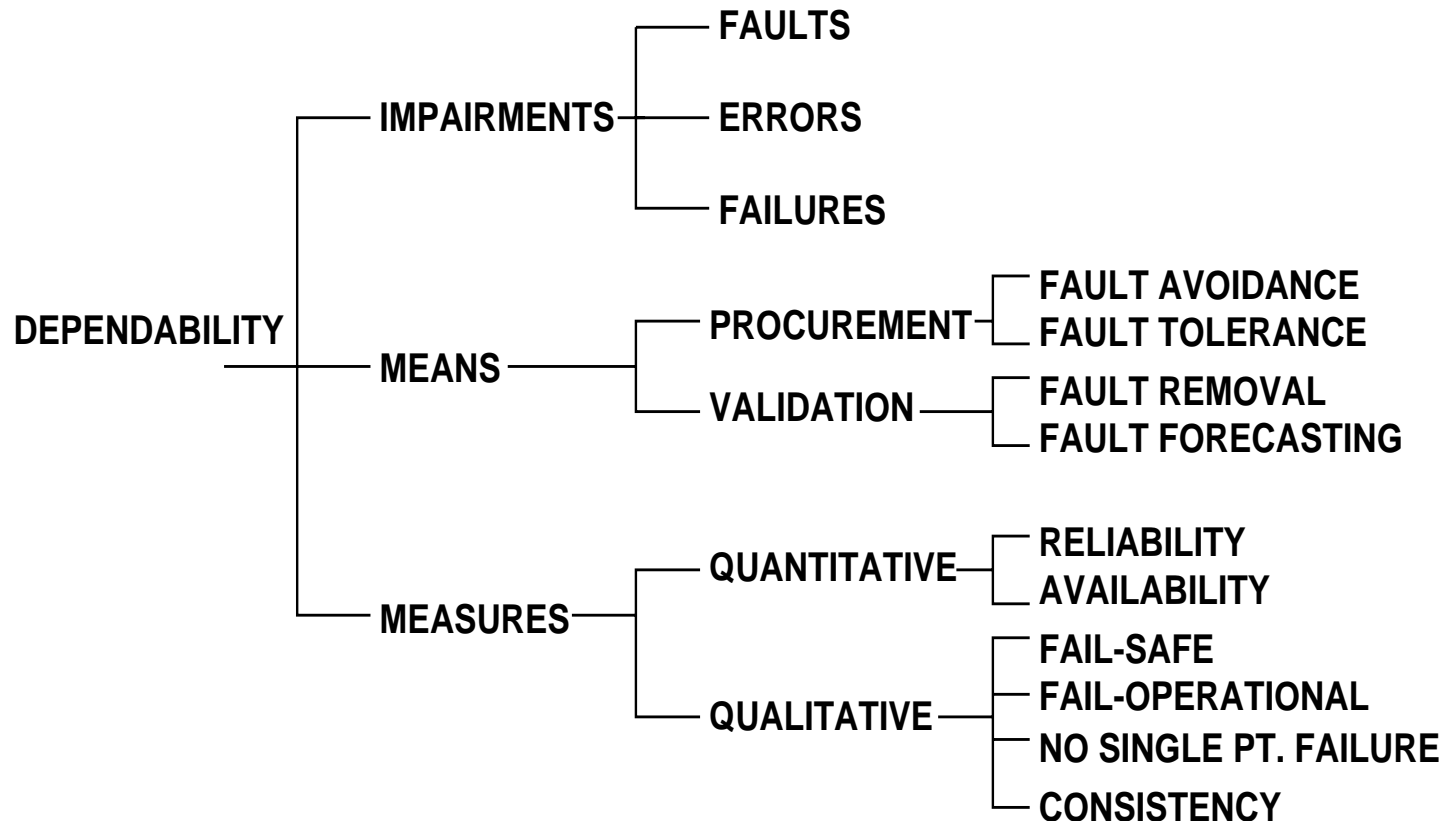 FAULTS
IMPAIRMENTS
ERRORS
FAILURES
DEPENDABILITY
MEANS
PROCUREMENT
FAULT AVOIDANCE
FAULT TOLERANCE
VALIDATION
FAULT REMOVAL
FAULT FORECASTING
MEASURES
QUANTITATIVE
RELIABILITY
AVAILABILITY
QUALITATIVE
FAIL-SAFE
FAIL-OPERATIONAL
NO SINGLE PT. FAILURE
CONSISTENCY